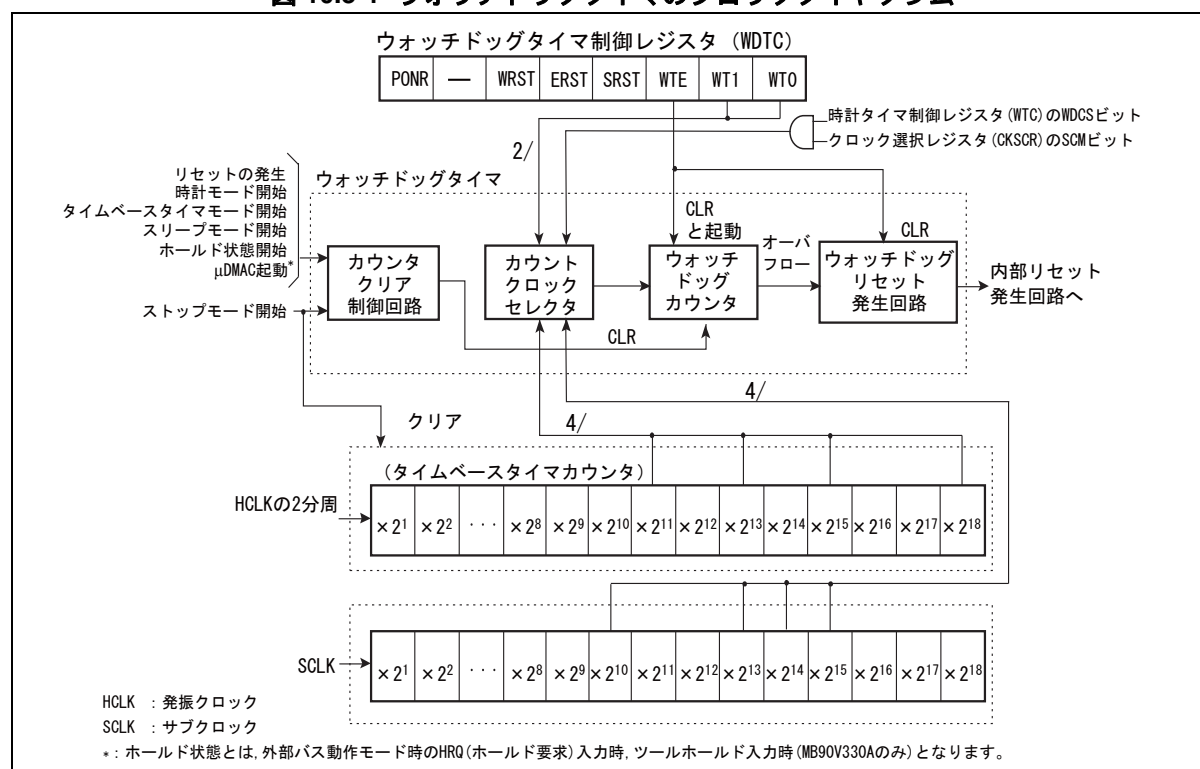 ウォッチドッグタイマ制御レジスタ (WDTC)
PONR — WRST ERST SRST WTE WT1 WT0
時計タイマ制御レジスタ(WTC)のWDCSビット
クロック選択レジスタ(CKSCR)のSCMビット
2/
リセットの発生
時計モード開始
タイムベースタイマモード開始
スリープモード開始
ホールド状態開始
μDMAC起動*
ストップモード開始
ウォッチドッグタイマ
カウンタ
クリア
制御回路
カウント
クロック
セレクタ
CLR
と起動
ウォッチ
ドッグ
カウンタ
オーバ
フロー
CLR
ウォッチドッグ
リセット
発生回路
内部リセット
発生回路へ
CLR
クリア
4/
4/
(タイムベースタイマカウンタ)
HCLKの2分周
×2¹ ×2² ··· ×2⁸ ×2⁹ ×2¹⁰ ×2¹¹ ×2¹² ×2¹³ ×2¹⁴ ×2¹⁵ ×2¹⁶ ×2¹⁷ ×2¹⁸
SCLK
×2¹ ×2² ··· ×2⁸ ×2⁹ ×2¹⁰ ×2¹¹ ×2¹² ×2¹³ ×2¹⁴ ×2¹⁵ ×2¹⁶ ×2¹⁷ ×2¹⁸
HCLK :発振クロック
SCLK :サブクロック
*:ホールド状態とは,外部バス動作モード時のHRQ(ホールド要求)入力時,ツールホールド入力時(MB90V330Aのみ)となります。